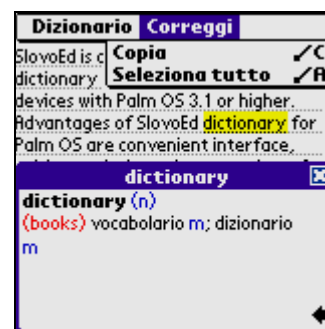 Dizionario Correggi
SlovoEd is c
Copia ✓C
dictionary
Seleziona tutto ✓A
devices with Palm OS 3.1 or higher.
Advantages of SlovoEd dictionary for
Palm OS are convenient interface,
dictionary
dictionary (n)
(books) vocabolario m; dizionario
m